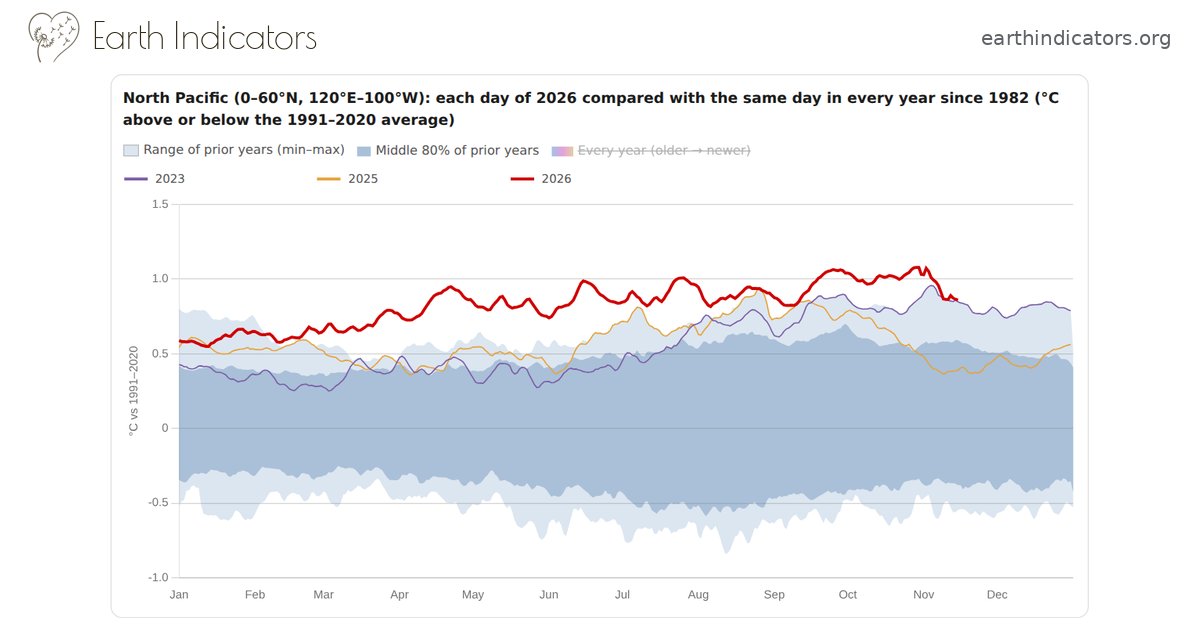 Earth Indicators
earthindicators.org
North Pacific (0–60°N, 120°E–100°W): each day of 2026 compared with the same day in every year since 1982 (°C
above or below the 1991–2020 average)
Range of prior years (min–max) Middle 80% of prior years Every year (older → newer)
2023 2025 2026
°C vs 1991–2020
1.5
1.0
0.5
0
-0.5
-1.0
Jan Feb Mar Apr May Jun Jul Aug Sep Oct Nov Dec